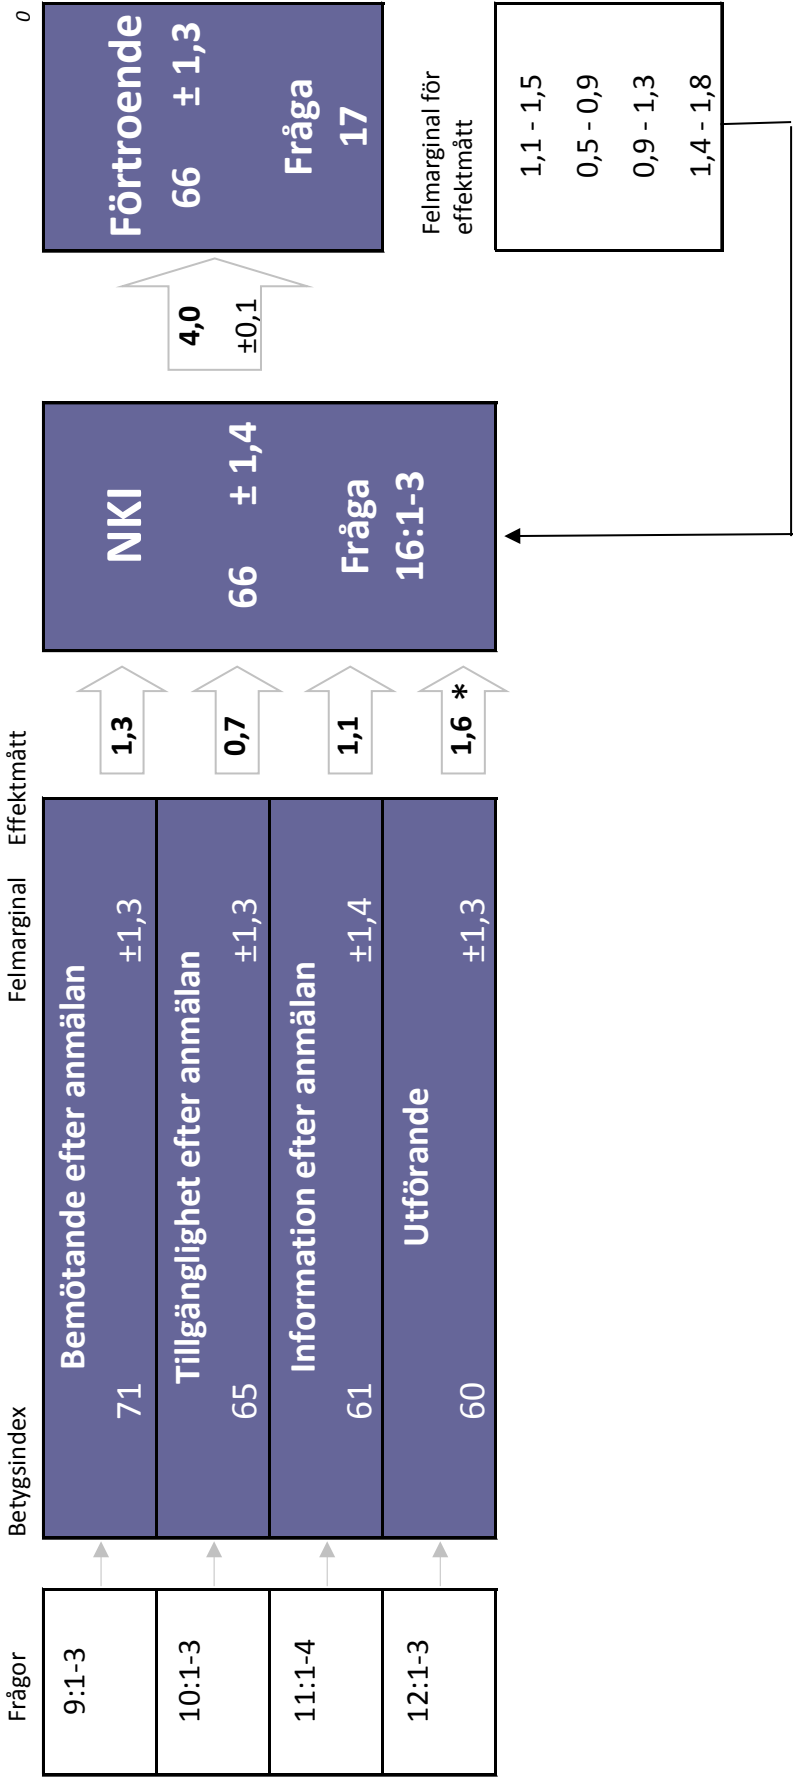 Frågor
Betygsindex
Felmarginal
Effektmått
0
9:1-3
Bemötande efter anmälan
71
±1,3
1,3
10:1-3
Tillgänglighet efter anmälan
65
±1,3
0,7
11:1-4
Information efter anmälan
61
±1,4
1,1
12:1-3
Utförande
60
±1,3
1,6 *
NKI
66 ± 1,4
Fråga
16:1-3
4,0
±0,1
Förtroende
66 ± 1,3
Fråga
17
Felmarginal för
effektmått
1,1 - 1,5
0,5 - 0,9
0,9 - 1,3
1,4 - 1,8